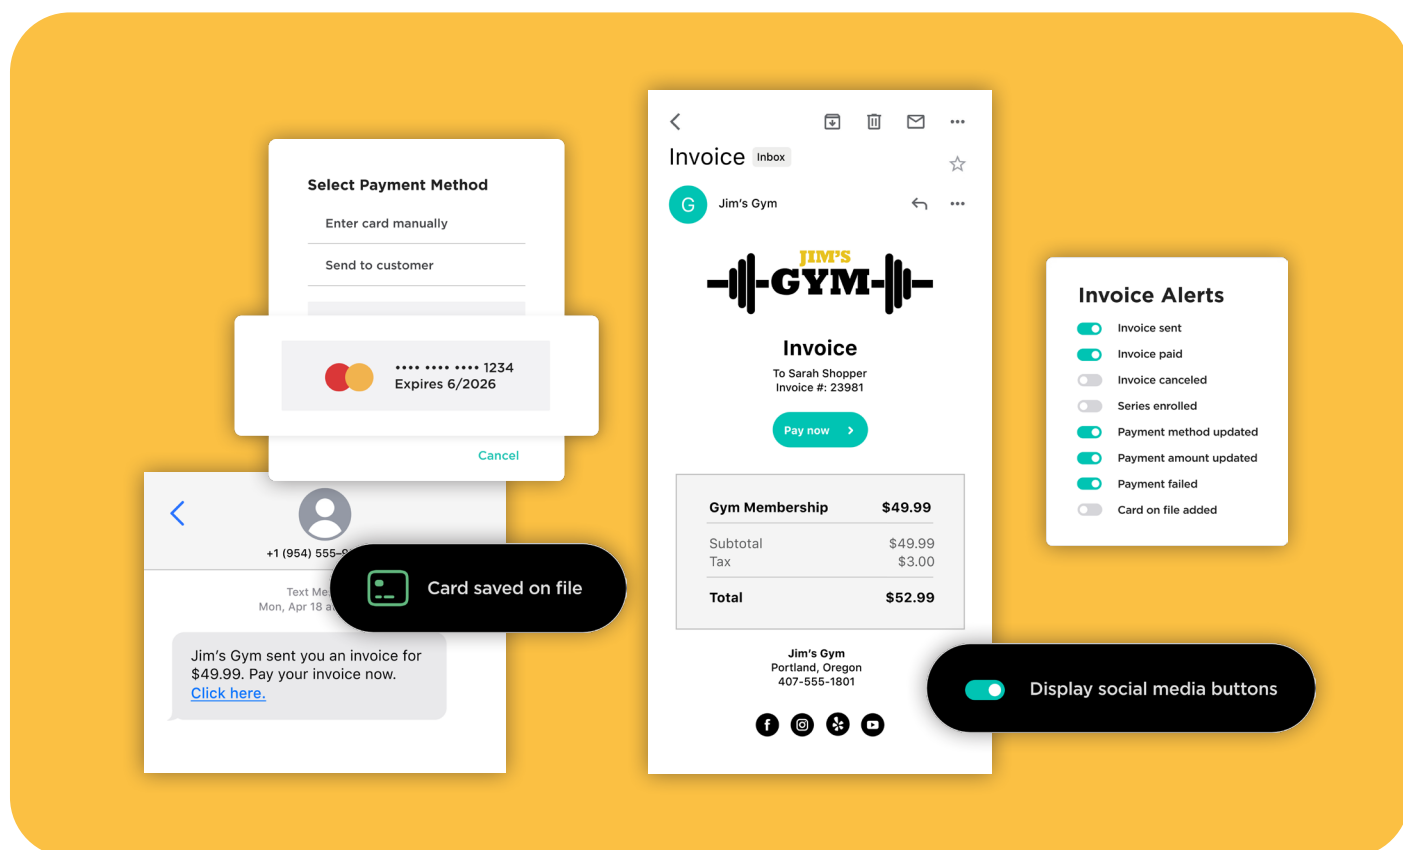 Select Payment Method
Enter card manually
Send to customer
•••• •••• •••• 1234
Expires 6/2026
Cancel
+1 (954) 555-9
Mon, Apr 18
Card saved on file
Jim's Gym sent you an invoice for
$49.99. Pay your invoice now.
Click here.
Invoice Inbox
G Jim's Gym
JIM'S
GYM
Invoice
To Sarah Shopper
Invoice #: 23981
Pay now
Gym Membership $49.99
Subtotal $49.99
Tax $3.00
Total $52.99
Jim's Gym
Portland, Oregon
407-555-1801
Invoice Alerts
Invoice sent
Invoice paid
Invoice canceled
Series enrolled
Payment method updated
Payment amount updated
Payment failed
Card on file added
Display social media buttons